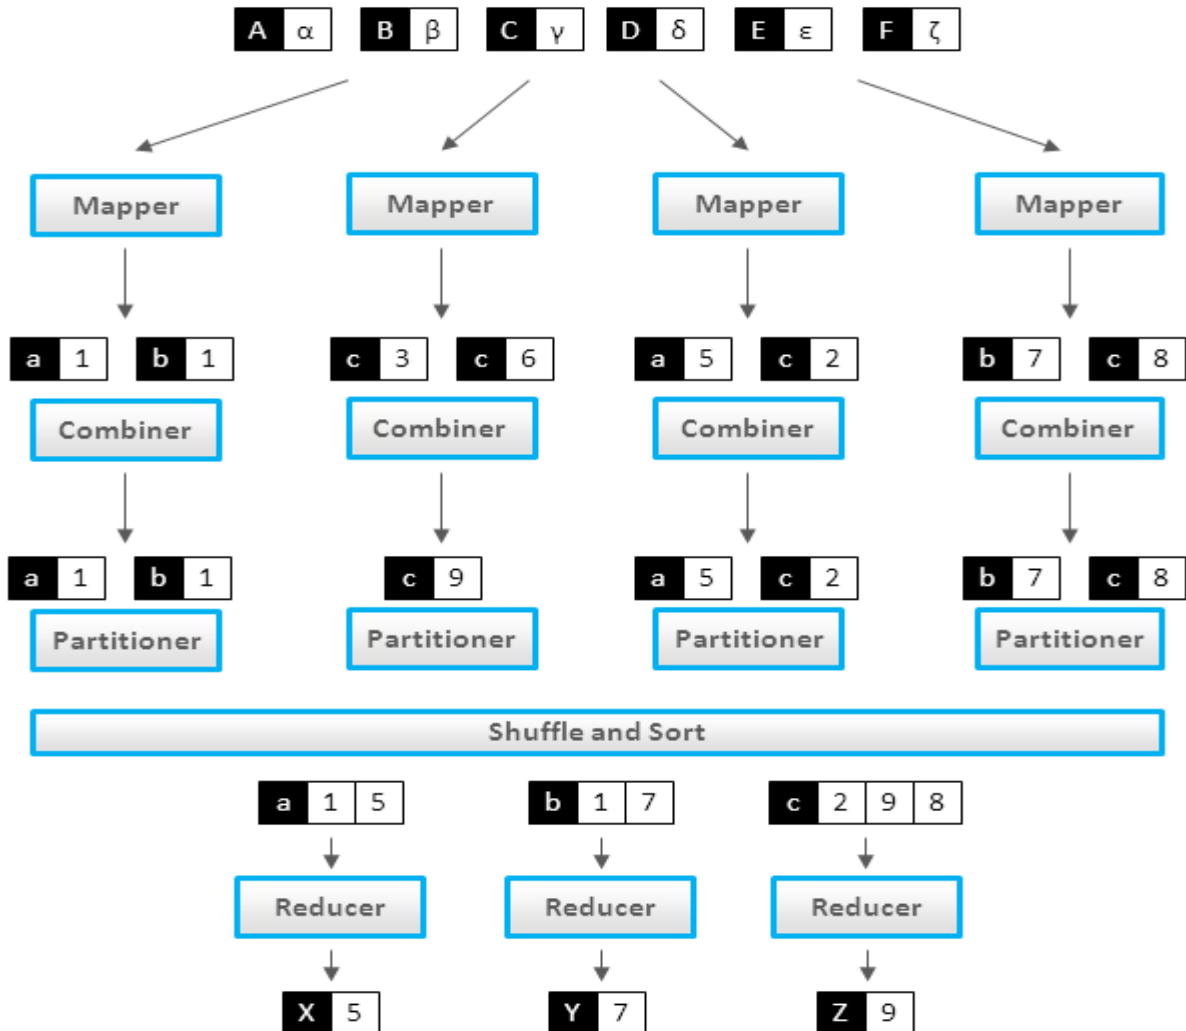 A α B β C γ D δ E ε F ζ
Mapper Mapper Mapper Mapper
a 1 b 1 c 3 c 6 a 5 c 2 b 7 c 8
Combiner Combiner Combiner Combiner
a 1 b 1 c 9 a 5 c 2 b 7 c 8
Partitioner Partitioner Partitioner Partitioner
Shuffle and Sort
a 1 5 b 1 7 c 2 9 8
Reducer Reducer Reducer
X 5 Y 7 Z 9